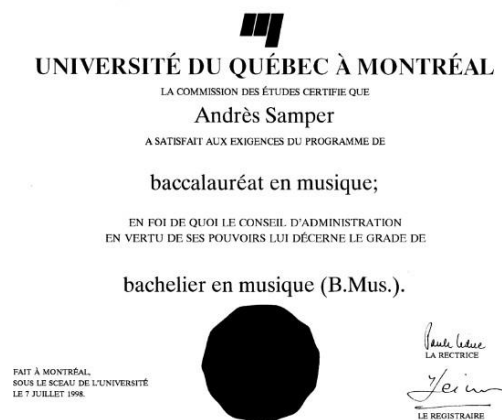 UNIVERSITÉ DU QUÉBEC À MONTRÉAL
LA COMMISSION DES ÉTUDES CERTIFIE QUE
Andrès Samper
A SATISFAIT AUX EXIGENCES DU PROGRAMME DE
baccalauréat en musique;
EN FOI DE QUOI LE CONSEIL D'ADMINISTRATION
EN VERTU DE SES POUVOIRS LUI DÉCERNE LE GRADE DE
bachelier en musique (B.Mus.).
FAIT À MONTRÉAL,
SOUS LE SCEAU DE L'UNIVERSITÉ
LE 7 JUILLET 1998.
LA RECTRICE
LE REGISTRAIRE